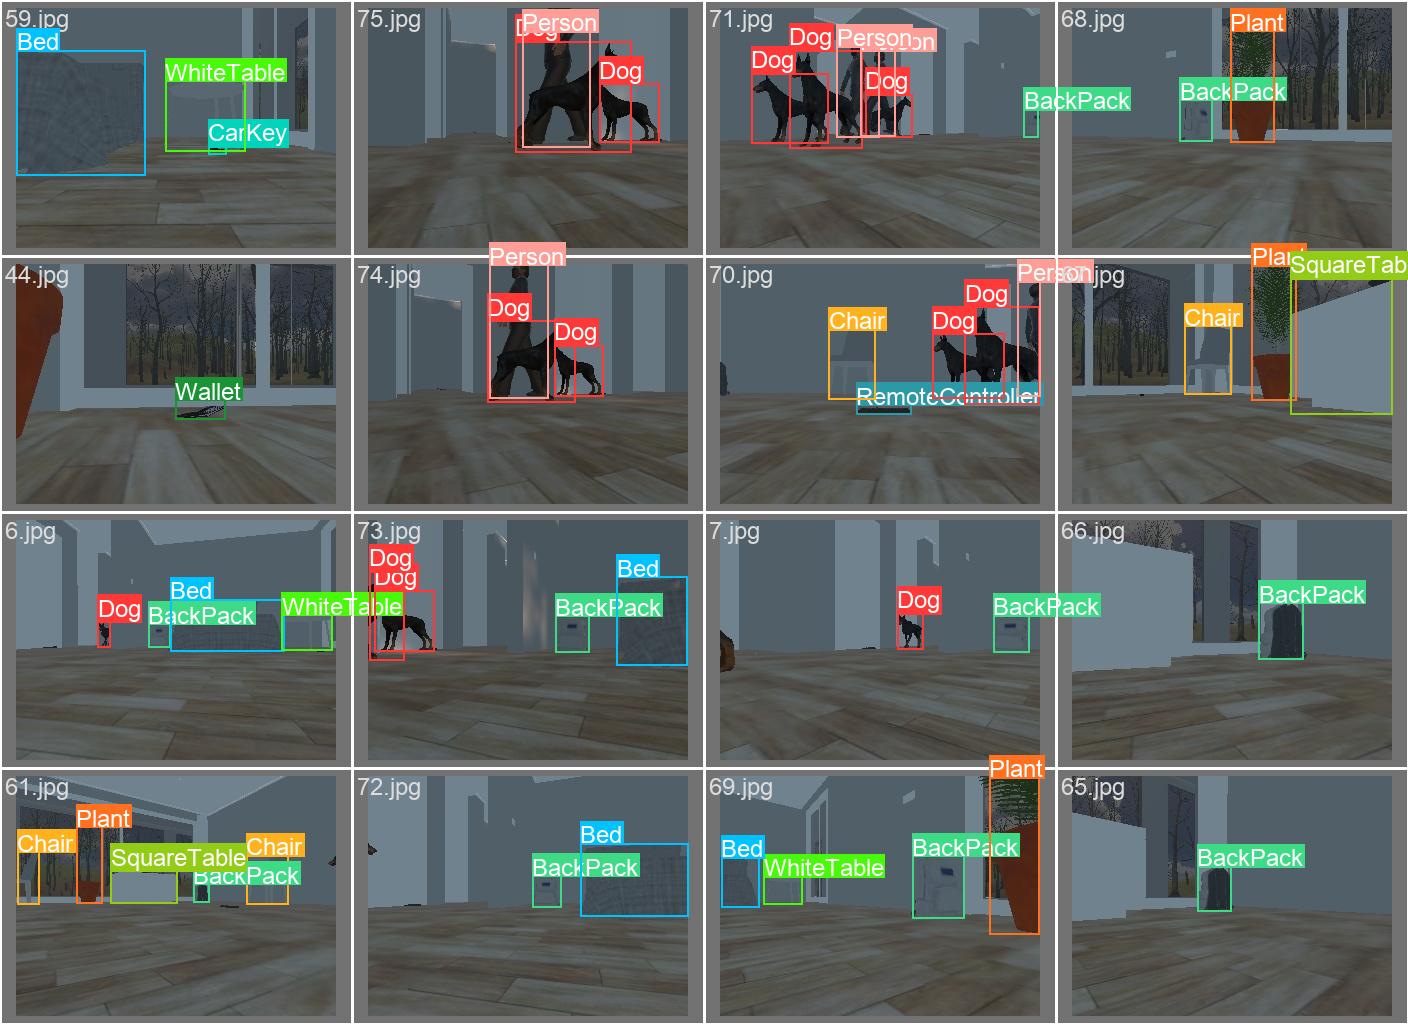 59.jpg
Bed
WhiteTable
CarKey
75.jpg
Dog
Person
Dog
71.jpg
Dog
Dog
Person
Dog
BackPack
68.jpg
Plant
BackPack
44.jpg
Wallet
74.jpg
Person
Dog
Dog
70.jpg
Chair
Dog
Dog
Person
RemoteController
Chair
Plant
SquareTab
6.jpg
Dog
BackPack
Bed
WhiteTable
73.jpg
Dog
Dog
BackPack
Bed
7.jpg
Dog
BackPack
66.jpg
BackPack
61.jpg
Chair
Plant
SquareTable
BackPack
Chair
72.jpg
BackPack
Bed
69.jpg
Bed
WhiteTable
BackPack
Plant
65.jpg
BackPack